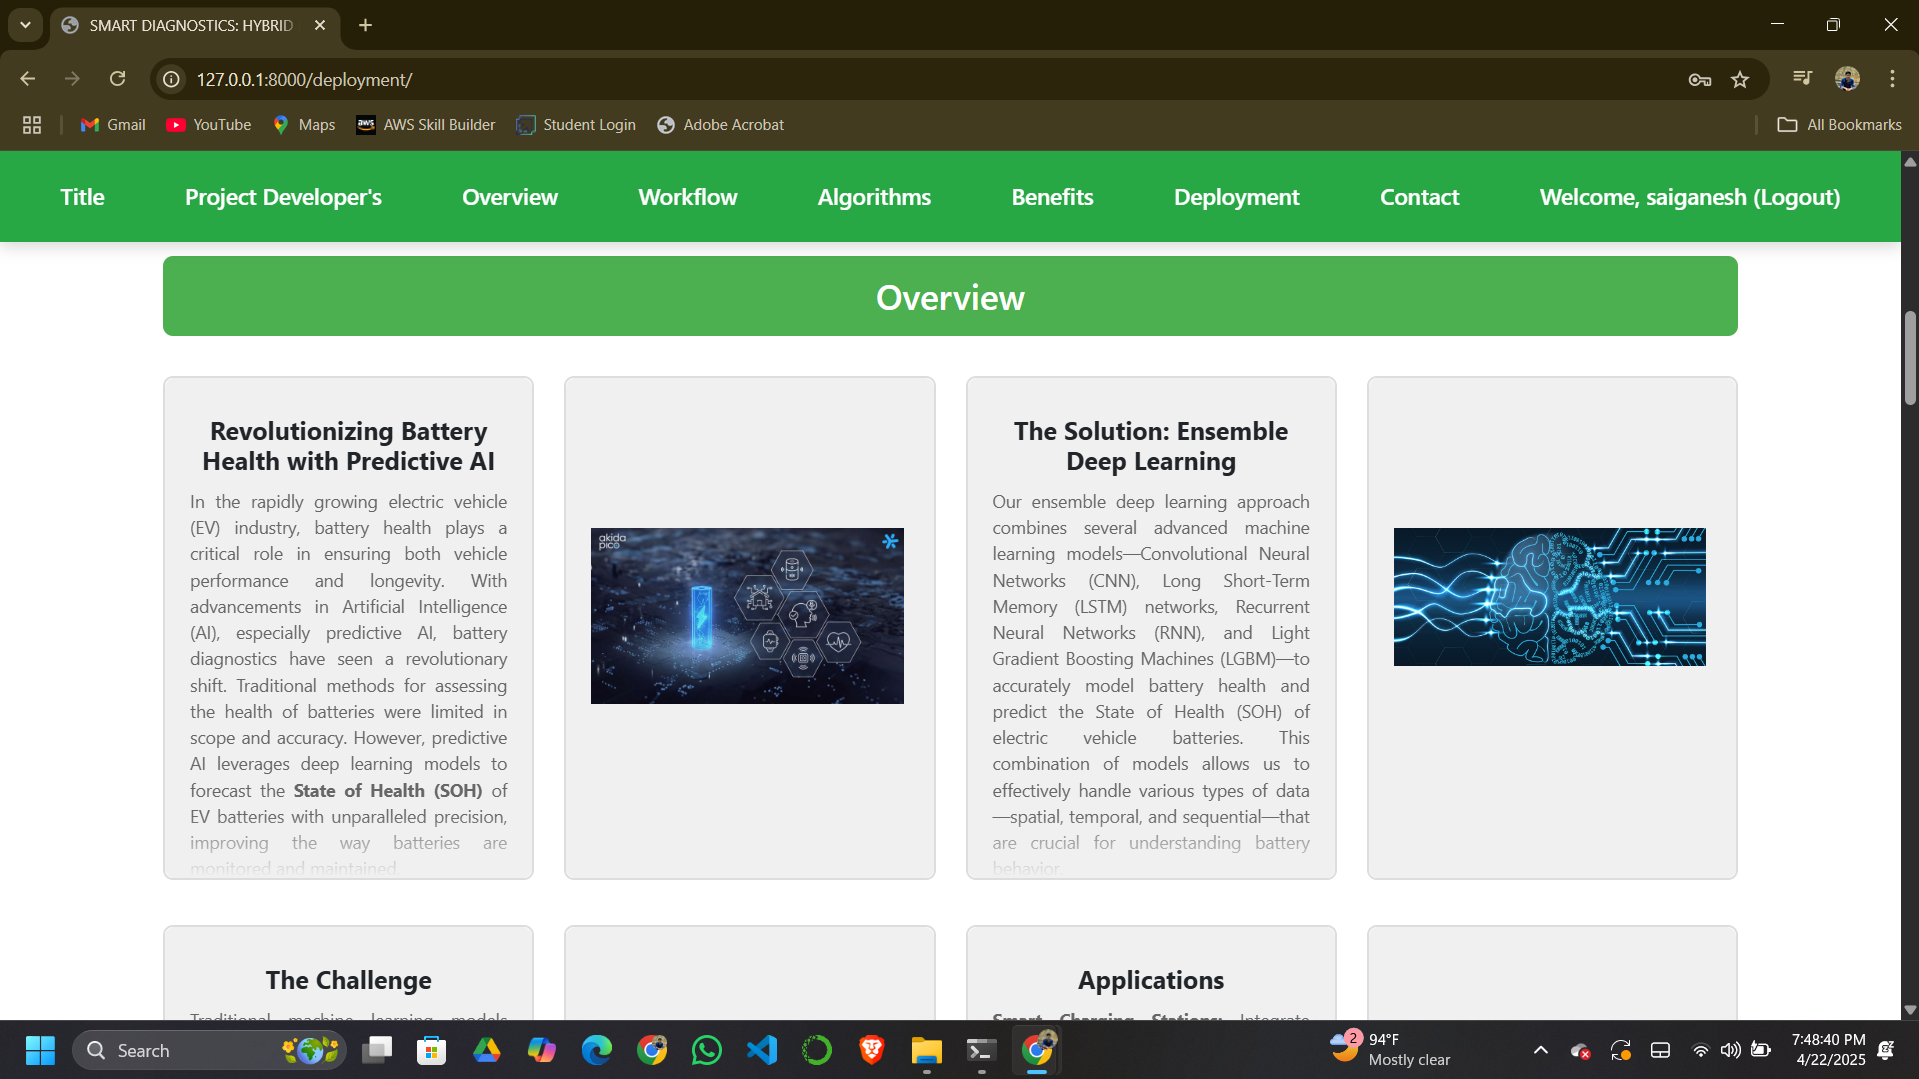 SMART DIAGNOSTICS: HYBRID
127.0.0.1:8000/deployment/
Gmail
YouTube
Maps
aws
AWS Skill Builder
Student Login
Adobe Acrobat
All Bookmarks
Title
Project Developer's
Overview
Workflow
Algorithms
Benefits
Deployment
Contact
Welcome, saiganesh (Logout)
Overview
Revolutionizing Battery
Health with Predictive AI
In the rapidly growing electric vehicle
(EV) industry, battery health plays a
critical role in ensuring both vehicle
performance and longevity. With
advancements in Artificial Intelligence
(AI), especially predictive AI, battery
diagnostics have seen a revolutionary
shift. Traditional methods for assessing
the health of batteries were limited in
scope and accuracy. However, predictive
AI leverages deep learning models to
forecast the State of Health (SOH) of
EV batteries with unparalleled precision,
improving the way batteries are
monitored and maintained.
akida
pico
The Solution: Ensemble
Deep Learning
Our ensemble deep learning approach
combines several advanced machine
learning models—Convolutional Neural
Networks (CNN), Long Short-Term
Memory (LSTM) networks, Recurrent
Neural Networks (RNN), and Light
Gradient Boosting Machines (LGBM)—to
accurately model battery health and
predict the State of Health (SOH) of
electric vehicle batteries. This
combination of models allows us to
effectively handle various types of data
—spatial, temporal, and sequential—that
are crucial for understanding battery
behavior.
The Challenge
Traditional machine learning models
Applications
Smart Charging Stations: Integrate
Search
2
94°F
Mostly clear
7:48:40 PM
4/22/2025